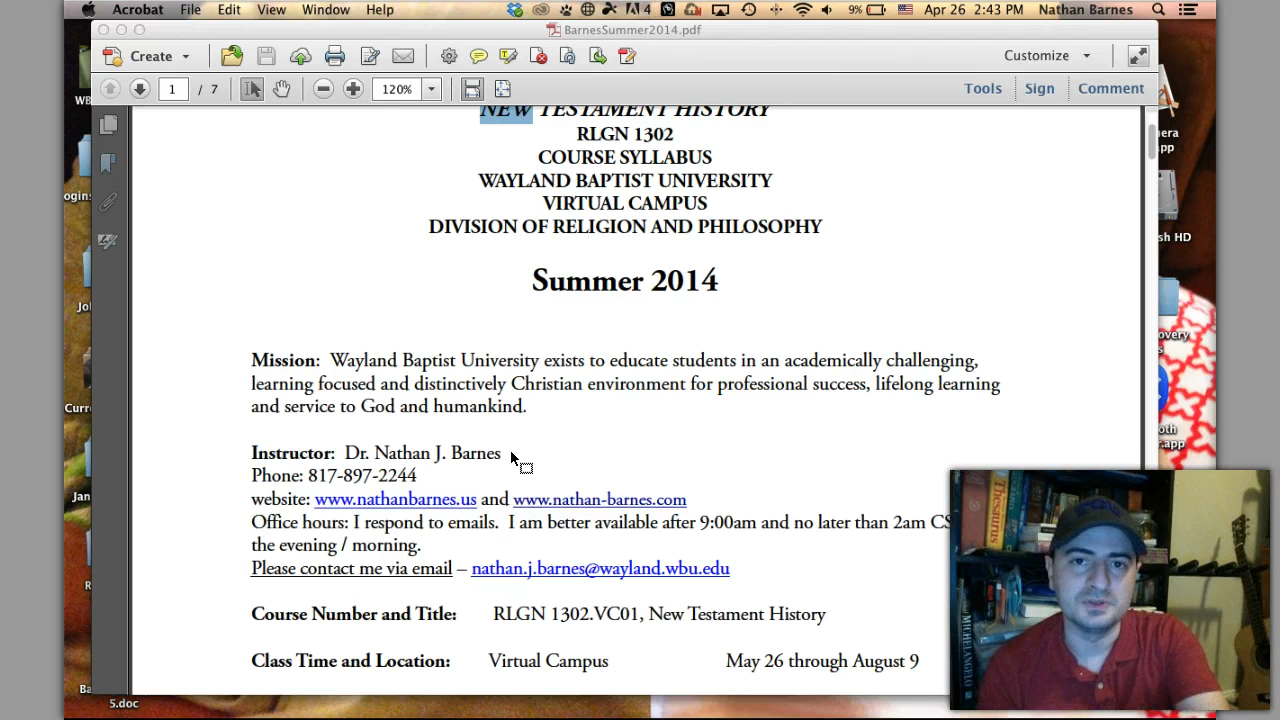 Acrobat File Edit View Window Help 4 9% Apr 26 2:43 PM Nathan Barnes
BarnesSummer2014.pdf
Create Customize
1 / 7 120% Tools Sign Comment
NEW TESTAMENT HISTORY
RLGN 1302
COURSE SYLLABUS
WAYLAND BAPTIST UNIVERSITY
VIRTUAL CAMPUS
DIVISION OF RELIGION AND PHILOSOPHY
Summer 2014
Mission: Wayland Baptist University exists to educate students in an academically challenging,
learning focused and distinctively Christian environment for professional success, lifelong learning
and service to God and humankind.
Instructor: Dr. Nathan J. Barnes
Phone: 817-897-2244
website: www.nathanbarnes.us and www.nathan-barnes.com
Office hours: I respond to emails. I am better available after 9:00am and no later than 2am CS
the evening / morning.
Please contact me via email – nathan.j.barnes@wayland.wbu.edu
Course Number and Title: RLGN 1302.VC01, New Testament History
Class Time and Location: Virtual Campus May 26 through August 9
5.doc
Thesaurus
MICHELANGELO